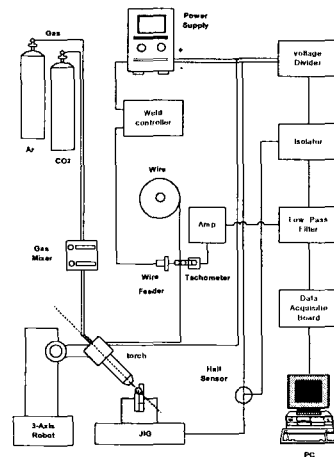 Gas
Power
Supply
+
-
Voltage
Divider
Weld
controller
Ar
CO2
Isolator
Wire
Amp
Low Pass
Filter
Gas
Mixer
Wire
Feeder
Tachometer
Data
Acquisite
Board
torch
Hall
Sensor
3-Axis
Robot
JIG
PC